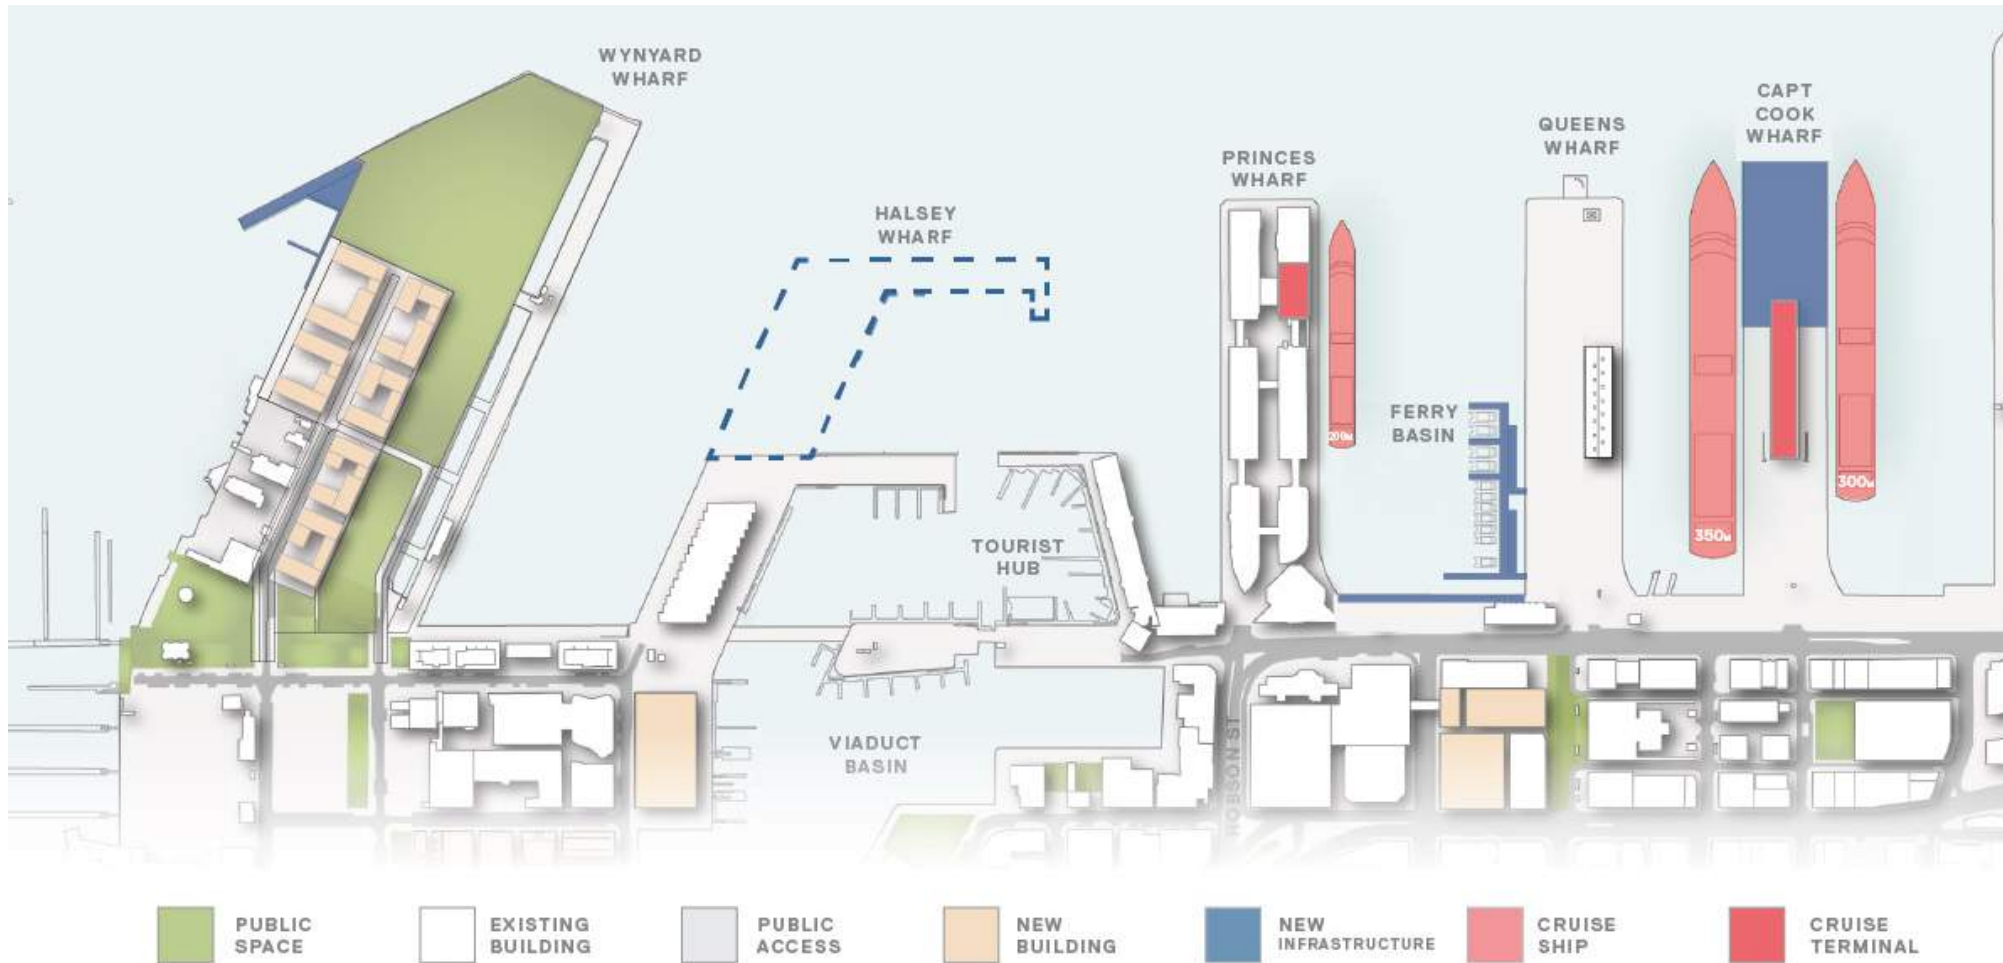 WYNYARD
WHARF
HALSEY
WHARF
PRINCES
WHARF
QUEENS
WHARF
CAPT
COOK
WHARF
FERRY
BASIN
200M
350M
300M
TOURIST
HUB
VIADUCT
BASIN
HOBSON ST
PUBLIC
SPACE
EXISTING
BUILDING
PUBLIC
ACCESS
NEW
BUILDING
NEW
INFRASTRUCTURE
CRUISE
SHIP
CRUISE
TERMINAL